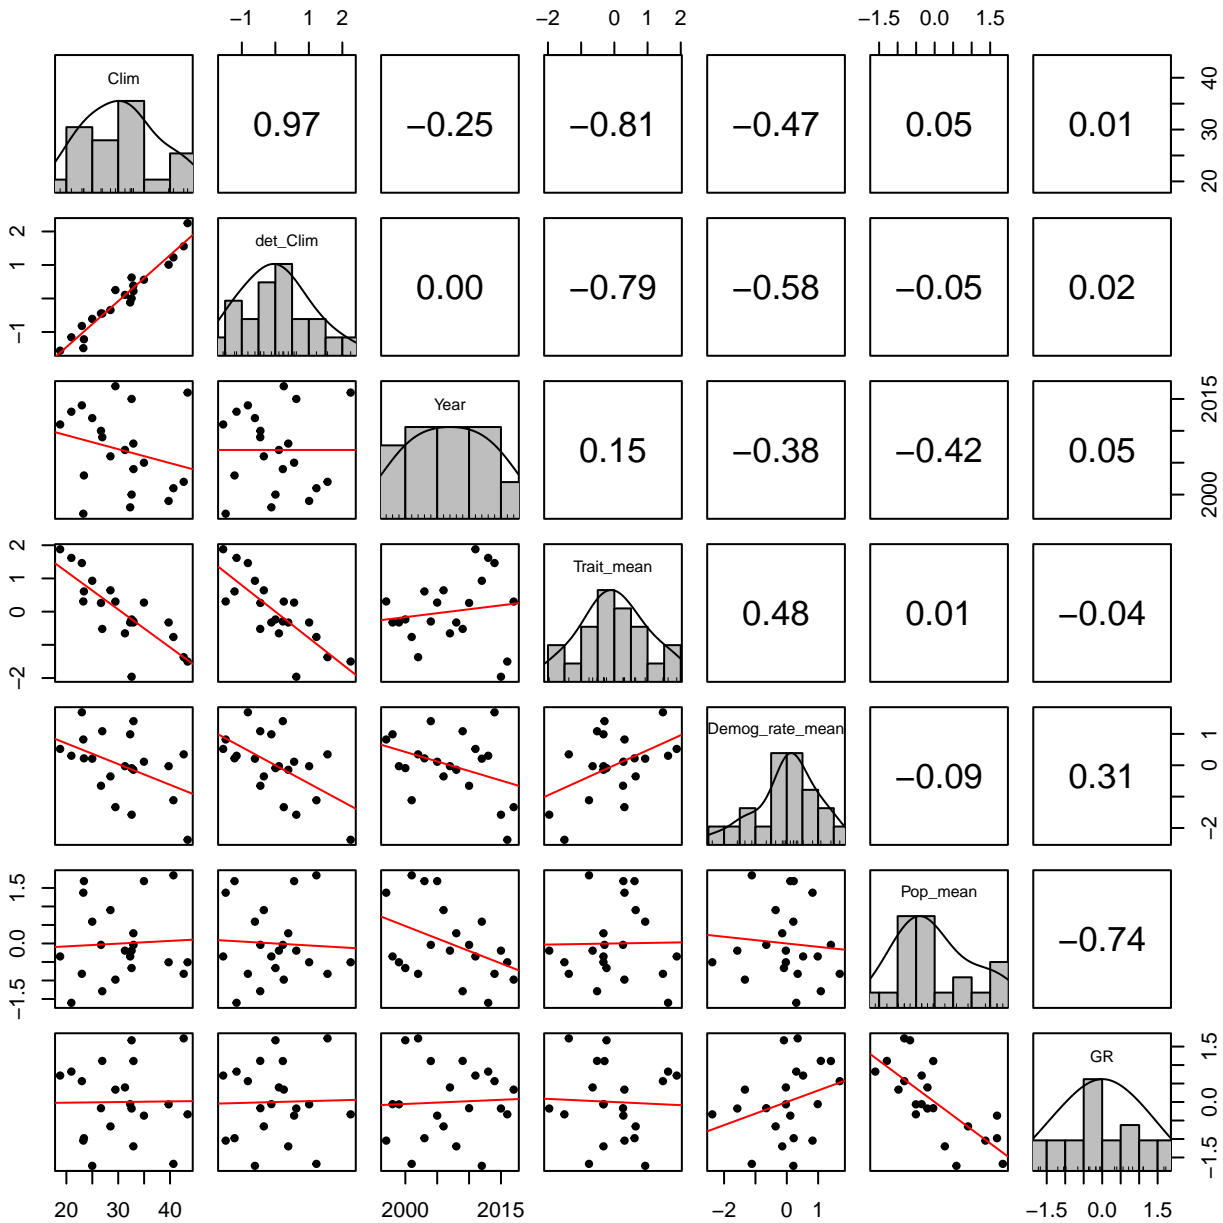 −1 1 2 −2 0 1 2 −1.5 0.0 1.5
Clim 0.97 −0.25 −0.81 −0.47 0.05 0.01 20 30 40
−1 1 2 det_Clim 0.00 −0.79 −0.58 −0.05 0.02
Year 0.15 −0.38 −0.42 0.05 2000 2015
−2 0 1 2 Trait_mean 0.48 0.01 −0.04
Demog_rate_mean −0.09 0.31 −2 0 1
−1.5 0.0 1.5 Pop_mean −0.74
GR −1.5 0.0 1.5
20 30 40 2000 2015 −2 0 1 −1.5 0.0 1.5